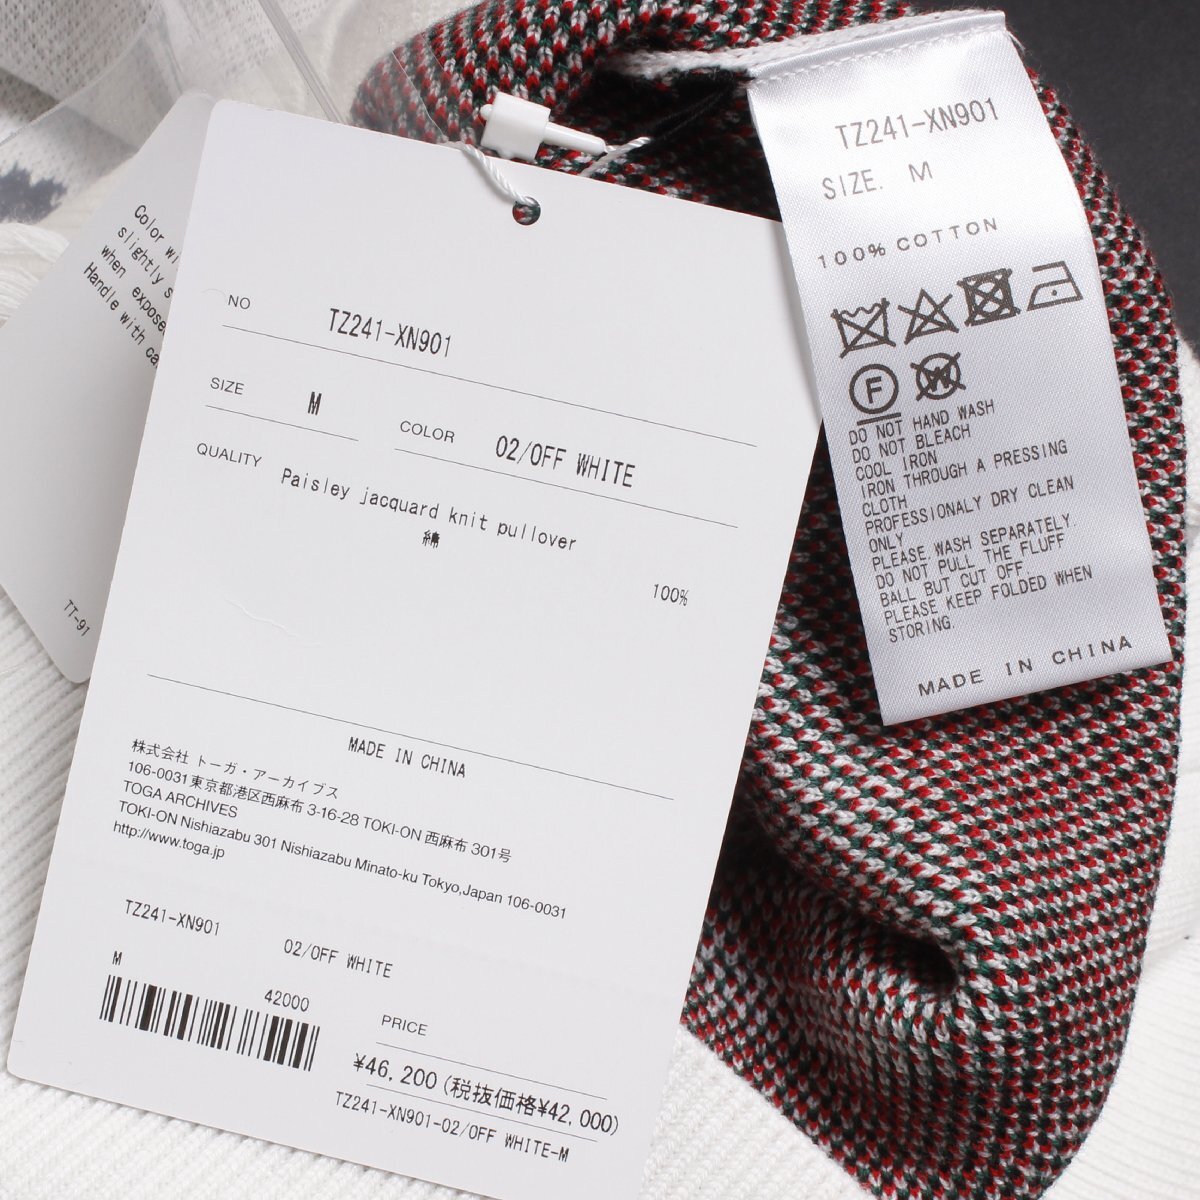 Color wi
slightly s
when expose
Handle with ca
TT-91
NO TZ241-XN901
SIZE M
COLOR 02/OFF WHITE
QUALITY Paisley jacquard knit pullover
綿
100%
MADE IN CHINA
株式会社 トーガ・アーカイブス
106-0031東京都港区西麻布 3-16-28 TOKI-ON 西麻布 301号
TOGA ARCHIVES
TOKI-ON Nishiazabu 301 Nishiazabu Minato-ku Tokyo,Japan 106-0031
http://www.toga.jp
TZ241-XN901
02/OFF WHITE
M
42000
PRICE
¥46,200(税抜価格¥42,000)
TZ241-XN901-02/OFF WHITE-M
TZ241-XN901
SIZE. M
100% COTTON
F
W
DO NOT HAND WASH
DO NOT BLEACH
COOL IRON
IRON THROUGH A PRESSING
CLOTH
PROFESSIONALY DRY CLEAN
ONLY
PLEASE.WASH SEPARATELY.
DO NOT PULL THE FLUFF
BALL BUT CUT OFF.
PLEASE KEEP FOLDED WHEN
STORING.
MADE IN CHINA